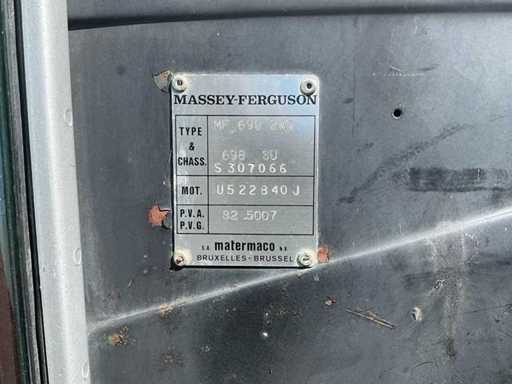 MASSEY-FERGUSON
TYPE MF 698 2WD
&
CHASS. 698 SU
S 307066
MOT. U522840J
P.V.A. 82 5007
P.V.G.
S.A. matermaco N.V.
BRUXELLES-BRUSSEL